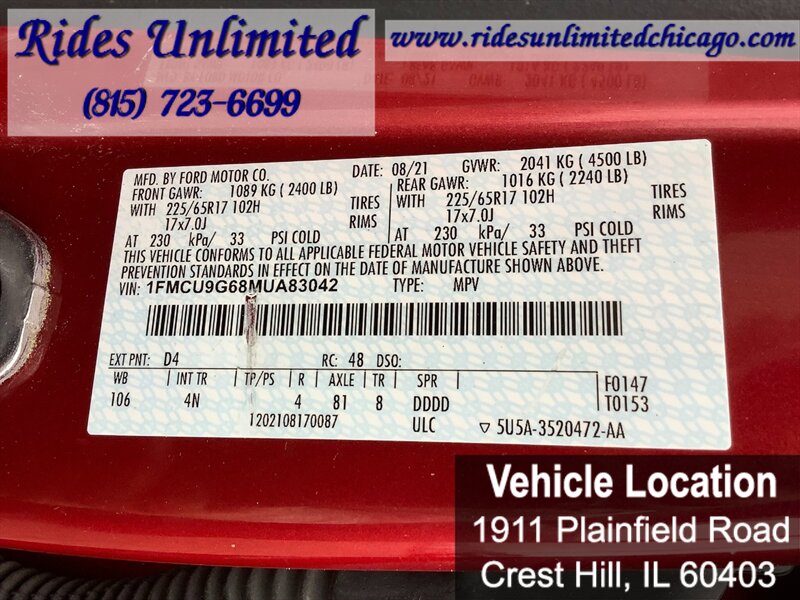 Rides Unlimited
(815) 723-6699
www.ridesunlimitedchicago.com
MFD. BY FORD MOTOR CO. DATE: 08/21 GVWR: 2041 KG ( 4500 LB)
FRONT GAWR: 1089 KG ( 2400 LB) REAR GAWR: 1016 KG ( 2240 LB)
WITH 225/65R17 102H TIRES WITH 225/65R17 102H TIRES
17x7.0J RIMS 17x7.0J RIMS
AT 230 kPa/ 33 PSI COLD AT 230 kPa/ 33 PSI COLD
THIS VEHICLE CONFORMS TO ALL APPLICABLE FEDERAL MOTOR VEHICLE SAFETY AND THEFT
PREVENTION STANDARDS IN EFFECT ON THE DATE OF MANUFACTURE SHOWN ABOVE.
VIN: 1FMCU9G68MUA83042 TYPE: MPV
EXT PNT: D4 RC: 48 DSO:
WB INT TR TP/PS R AXLE TR SPR F0147
106 4N 4 81 8 DDDD T0153
1202108170087 ULC ▽ 5U5A-3520472-AA
Vehicle Location
1911 Plainfield Road
Crest Hill, IL 60403